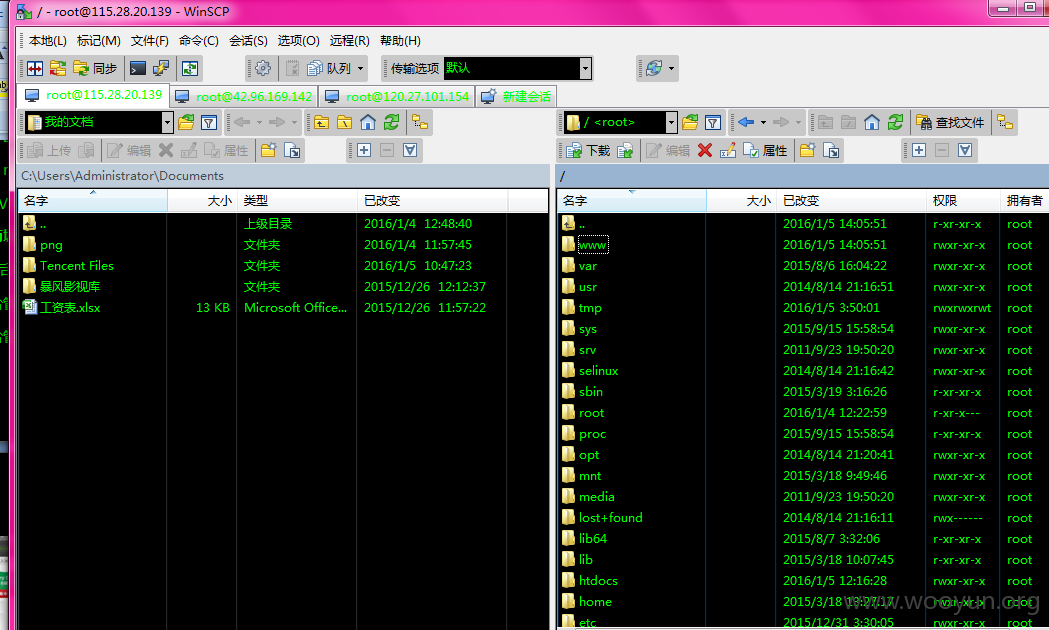 / - root@115.28.20.139 - WinSCP
本地(L) 标记(M) 文件(F) 命令(C) 会话(S) 选项(O) 远程(R) 帮助(H)
同步 队列 传输选项 默认
root@115.28.20.139 root@42.96.169.142 root@120.27.101.154 新建会话
我的文档 / <root> 查找文件
上传 编辑 属性 下载 编辑 属性
C:\Users\Administrator\Documents /
名字 大小 类型 已改变 名字 大小 已改变 权限 拥有者
.. 上级目录 2016/1/4 12:48:40 .. 2016/1/5 14:05:51 r-xr-xr-x root
png 文件夹 2016/1/4 11:57:45 www 2016/1/5 14:05:51 rwxr-xr-x root
Tencent Files 文件夹 2016/1/5 10:47:23 var 2015/8/6 16:04:22 rwxr-xr-x root
暴风影视库 文件夹 2015/12/26 12:12:37 usr 2014/8/14 21:16:51 rwxr-xr-x root
工资表.xlsx 13 KB Microsoft Office... 2015/12/26 11:57:22 tmp 2016/1/5 3:50:01 rwxrwxrwt root
sys 2015/9/15 15:58:54 rwxr-xr-x root
srv 2011/9/23 19:50:20 rwxr-xr-x root
selinux 2014/8/14 21:16:42 rwxr-xr-x root
sbin 2015/3/19 3:16:26 r-xr-xr-x root
root 2016/1/4 12:22:59 r-xr-x--- root
proc 2015/9/15 15:58:54 r-xr-xr-x root
opt 2014/8/14 21:20:41 rwxr-xr-x root
mnt 2015/3/18 9:49:46 rwxr-xr-x root
media 2011/9/23 19:50:20 rwxr-xr-x root
lost+found 2014/8/14 21:16:11 rwx------ root
lib64 2015/8/7 3:32:06 r-xr-xr-x root
lib 2015/3/18 10:07:45 r-xr-xr-x root
htdocs 2016/1/5 12:16:28 rwxr-xr-x root
home 2015/3/18 13:27:17 rwxr-xr-x root
www.wooyun.org
etc 2015/12/31 3:30:05 rwxr-xr-x root